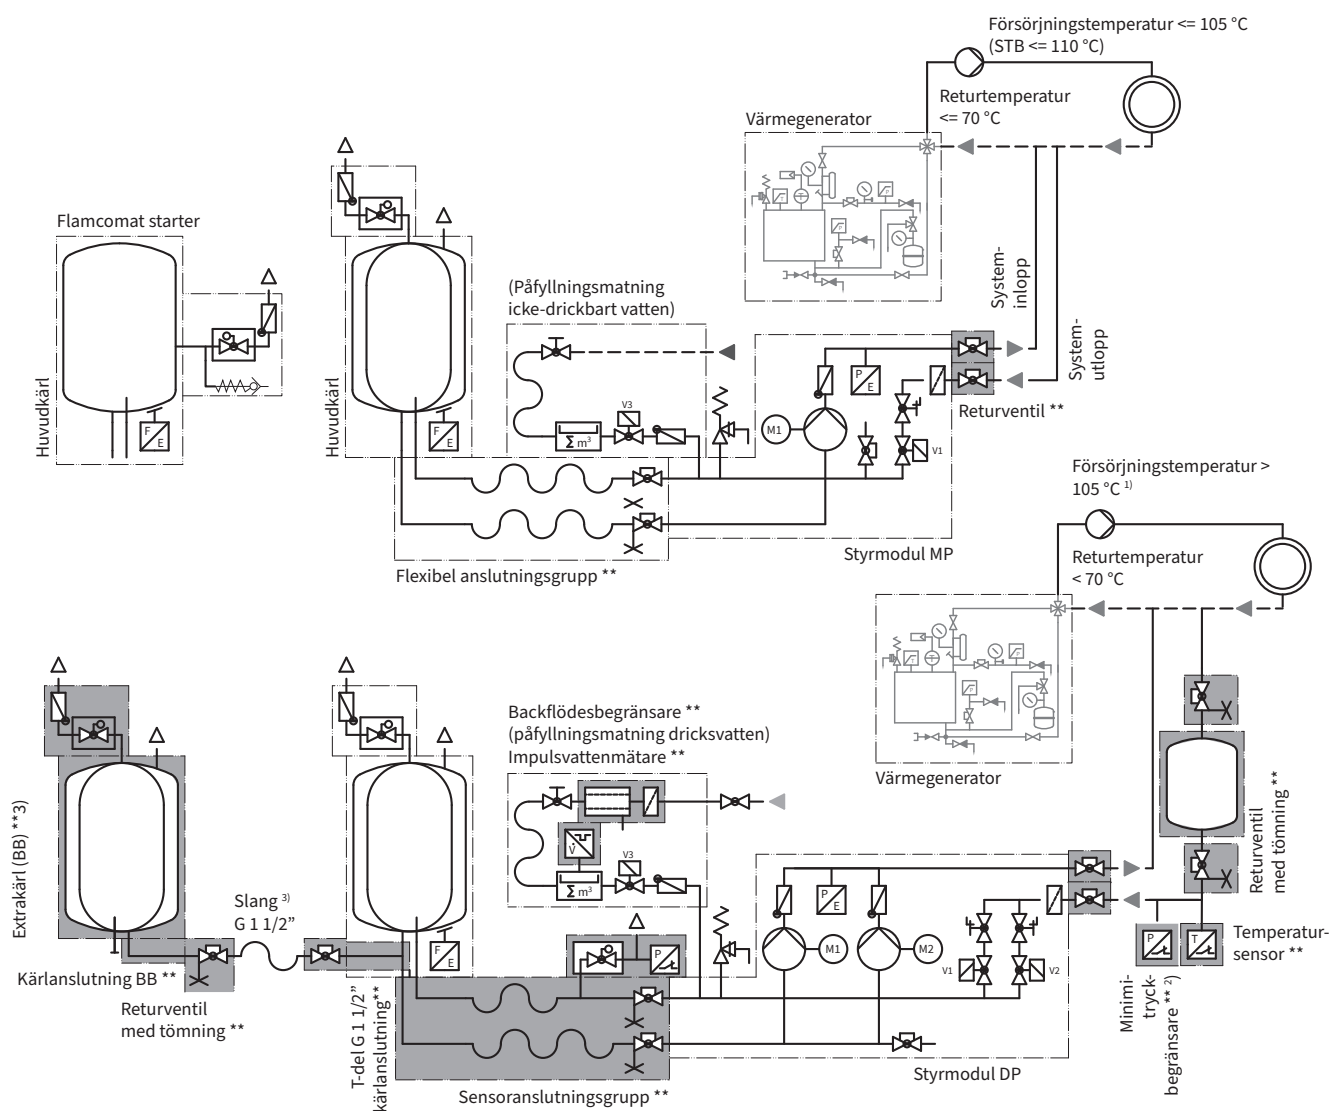 Försörjningstemperatur <= 105 °C
(STB <= 110 °C)
Returtemperatur
<= 70 °C
Värmegenerator
Flamcomat starter
Huvudkärl
F
E
Huvudkärl
F
E
(Påfyllningsmatning
icke-drickbart vatten)
V3
Σ m³
M1
P
E
V1
System-
inlopp
System-
utlopp
Returventil **
Styrmodul MP
Flexibel anslutningsgrupp **
Försörjningstemperatur >
105 °C ¹⁾
Returtemperatur
< 70 °C
Värmegenerator
Extrakärl (BB) **3)
Kärlanslutning BB **
Returventil
med tömning **
Slang ³⁾
G 1 1/2”
T-del G 1 1/2”
kärlanslutning**
F
E
Backflödesbegränsare **
(påfyllningsmatning dricksvatten)
Impulsvattenmätare **
V̇
V3
Σ m³
P
Sensoranslutningsgrupp **
P
E
M1
M2
V1
V2
Styrmodul DP
Returventil
med tömning **
P
T
Temperatur-
sensor **
Minimi-
tryck-
begränsare ** ²⁾